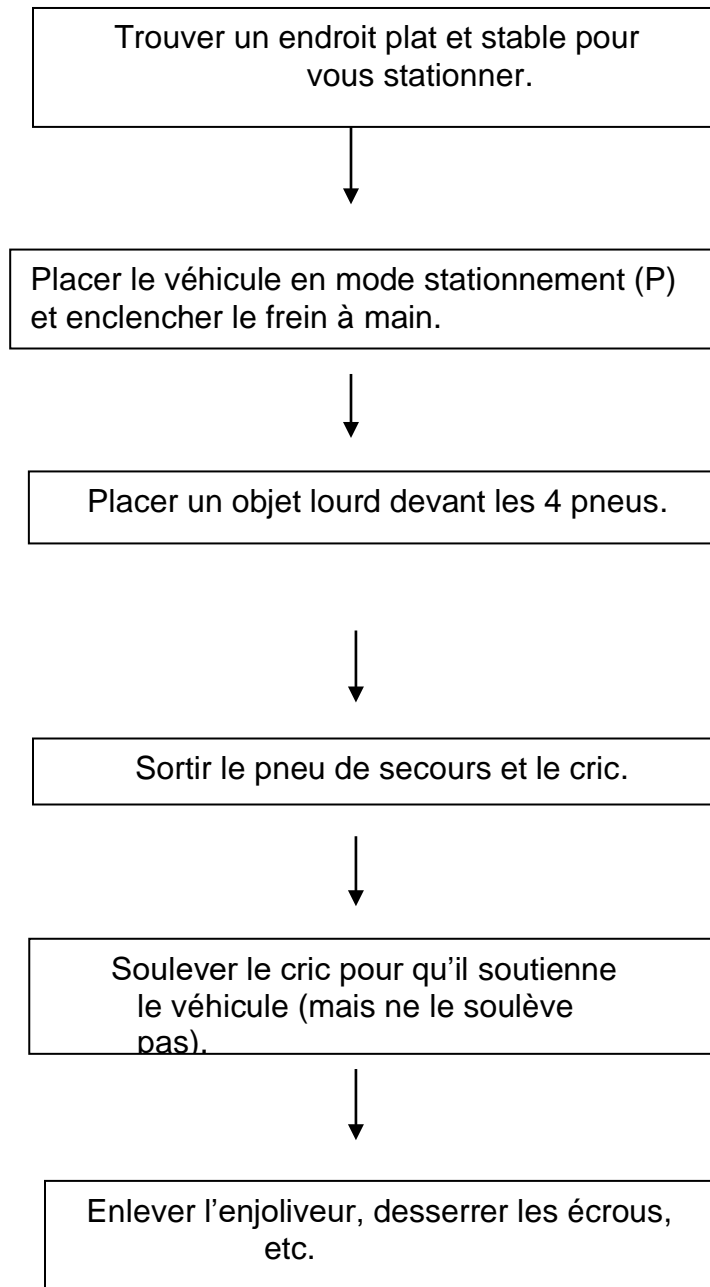 Trouver un endroit plat et stable pour
vous stationner.
Placer le véhicule en mode stationnement (P)
et enclencher le frein à main.
Placer un objet lourd devant les 4 pneus.
Sortir le pneu de secours et le cric.
Soulever le cric pour qu’il soutienne
le véhicule (mais ne le soulève
pas).
Enlever l’enjoliveur, desserrer les écrous,
etc.